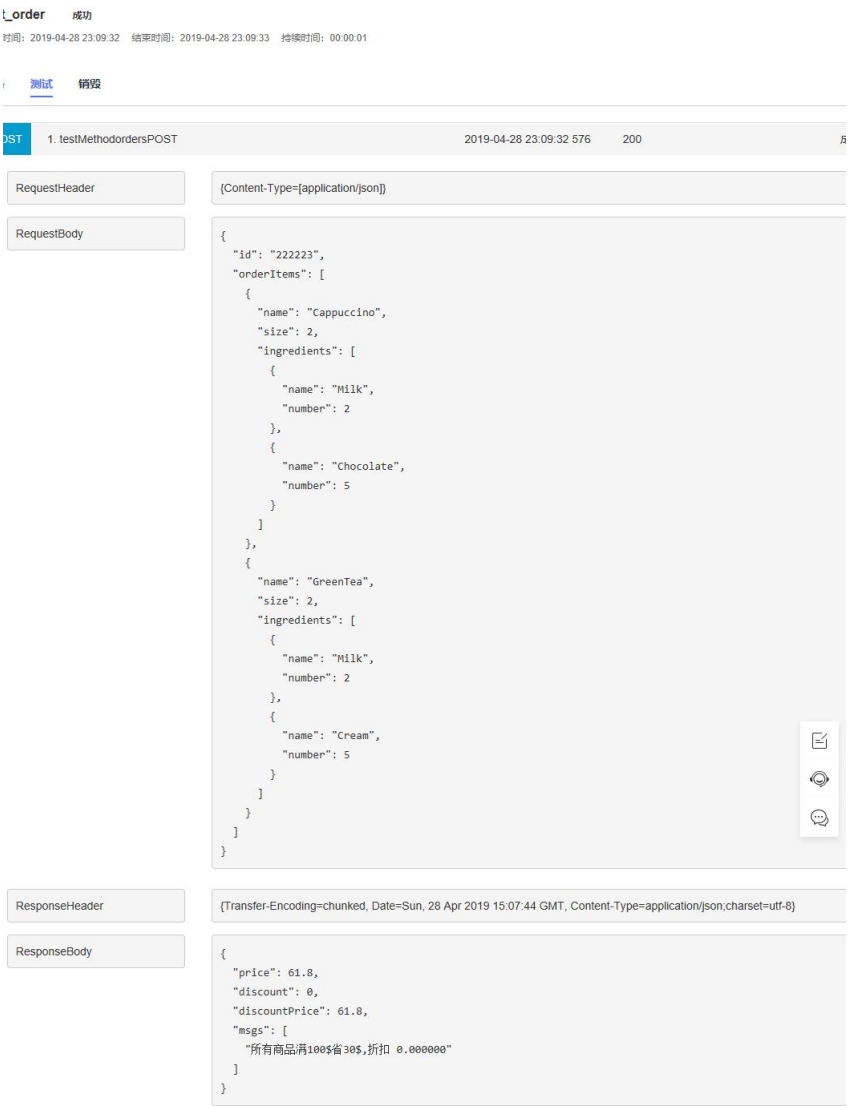 t_order 成功
时间：2019-04-28 23:09:32 结束时间：2019-04-28 23:09:33 持续时间：00:00:01
测试 销毁
OST 1. testMethodordersPOST 2019-04-28 23:09:32 576 200
RequestHeader {Content-Type=[application/json]}
RequestBody {
"id": "222223",
"orderItems": [
{
"name": "Cappuccino",
"size": 2,
"ingredients": [
{
"name": "Milk",
"number": 2
},
{
"name": "Chocolate",
"number": 5
}
]
},
{
"name": "GreenTea",
"size": 2,
"ingredients": [
{
"name": "Milk",
"number": 2
},
{
"name": "Cream",
"number": 5
}
]
}
]
}
ResponseHeader {Transfer-Encoding=chunked, Date=Sun, 28 Apr 2019 15:07:44 GMT, Content-Type=application/json;charset=utf-8}
ResponseBody {
"price": 61.8,
"discount": 0,
"discountPrice": 61.8,
"msgs": [
"所有商品满100$省30$,折扣 0.000000"
]
}